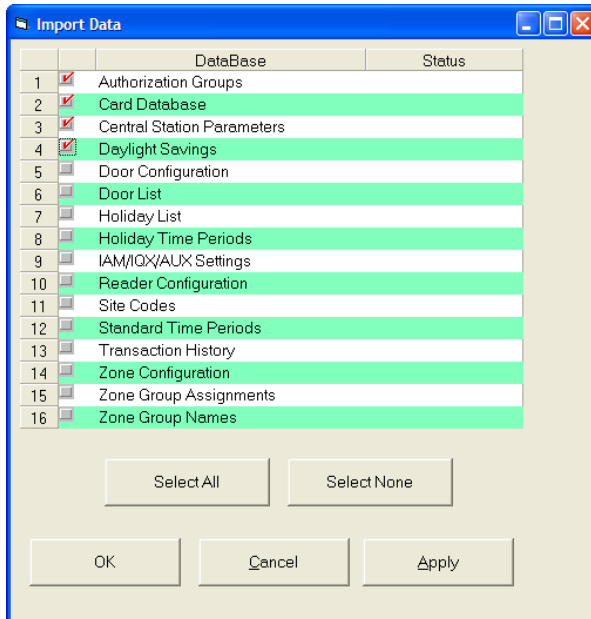 Import Data
DataBase Status
1 Authorization Groups
2 Card Database
3 Central Station Parameters
4 Daylight Savings
5 Door Configuration
6 Door List
7 Holiday List
8 Holiday Time Periods
9 IAM/IQX/AUX Settings
10 Reader Configuration
11 Site Codes
12 Standard Time Periods
13 Transaction History
14 Zone Configuration
15 Zone Group Assignments
16 Zone Group Names
Select All Select None
OK Cancel Apply